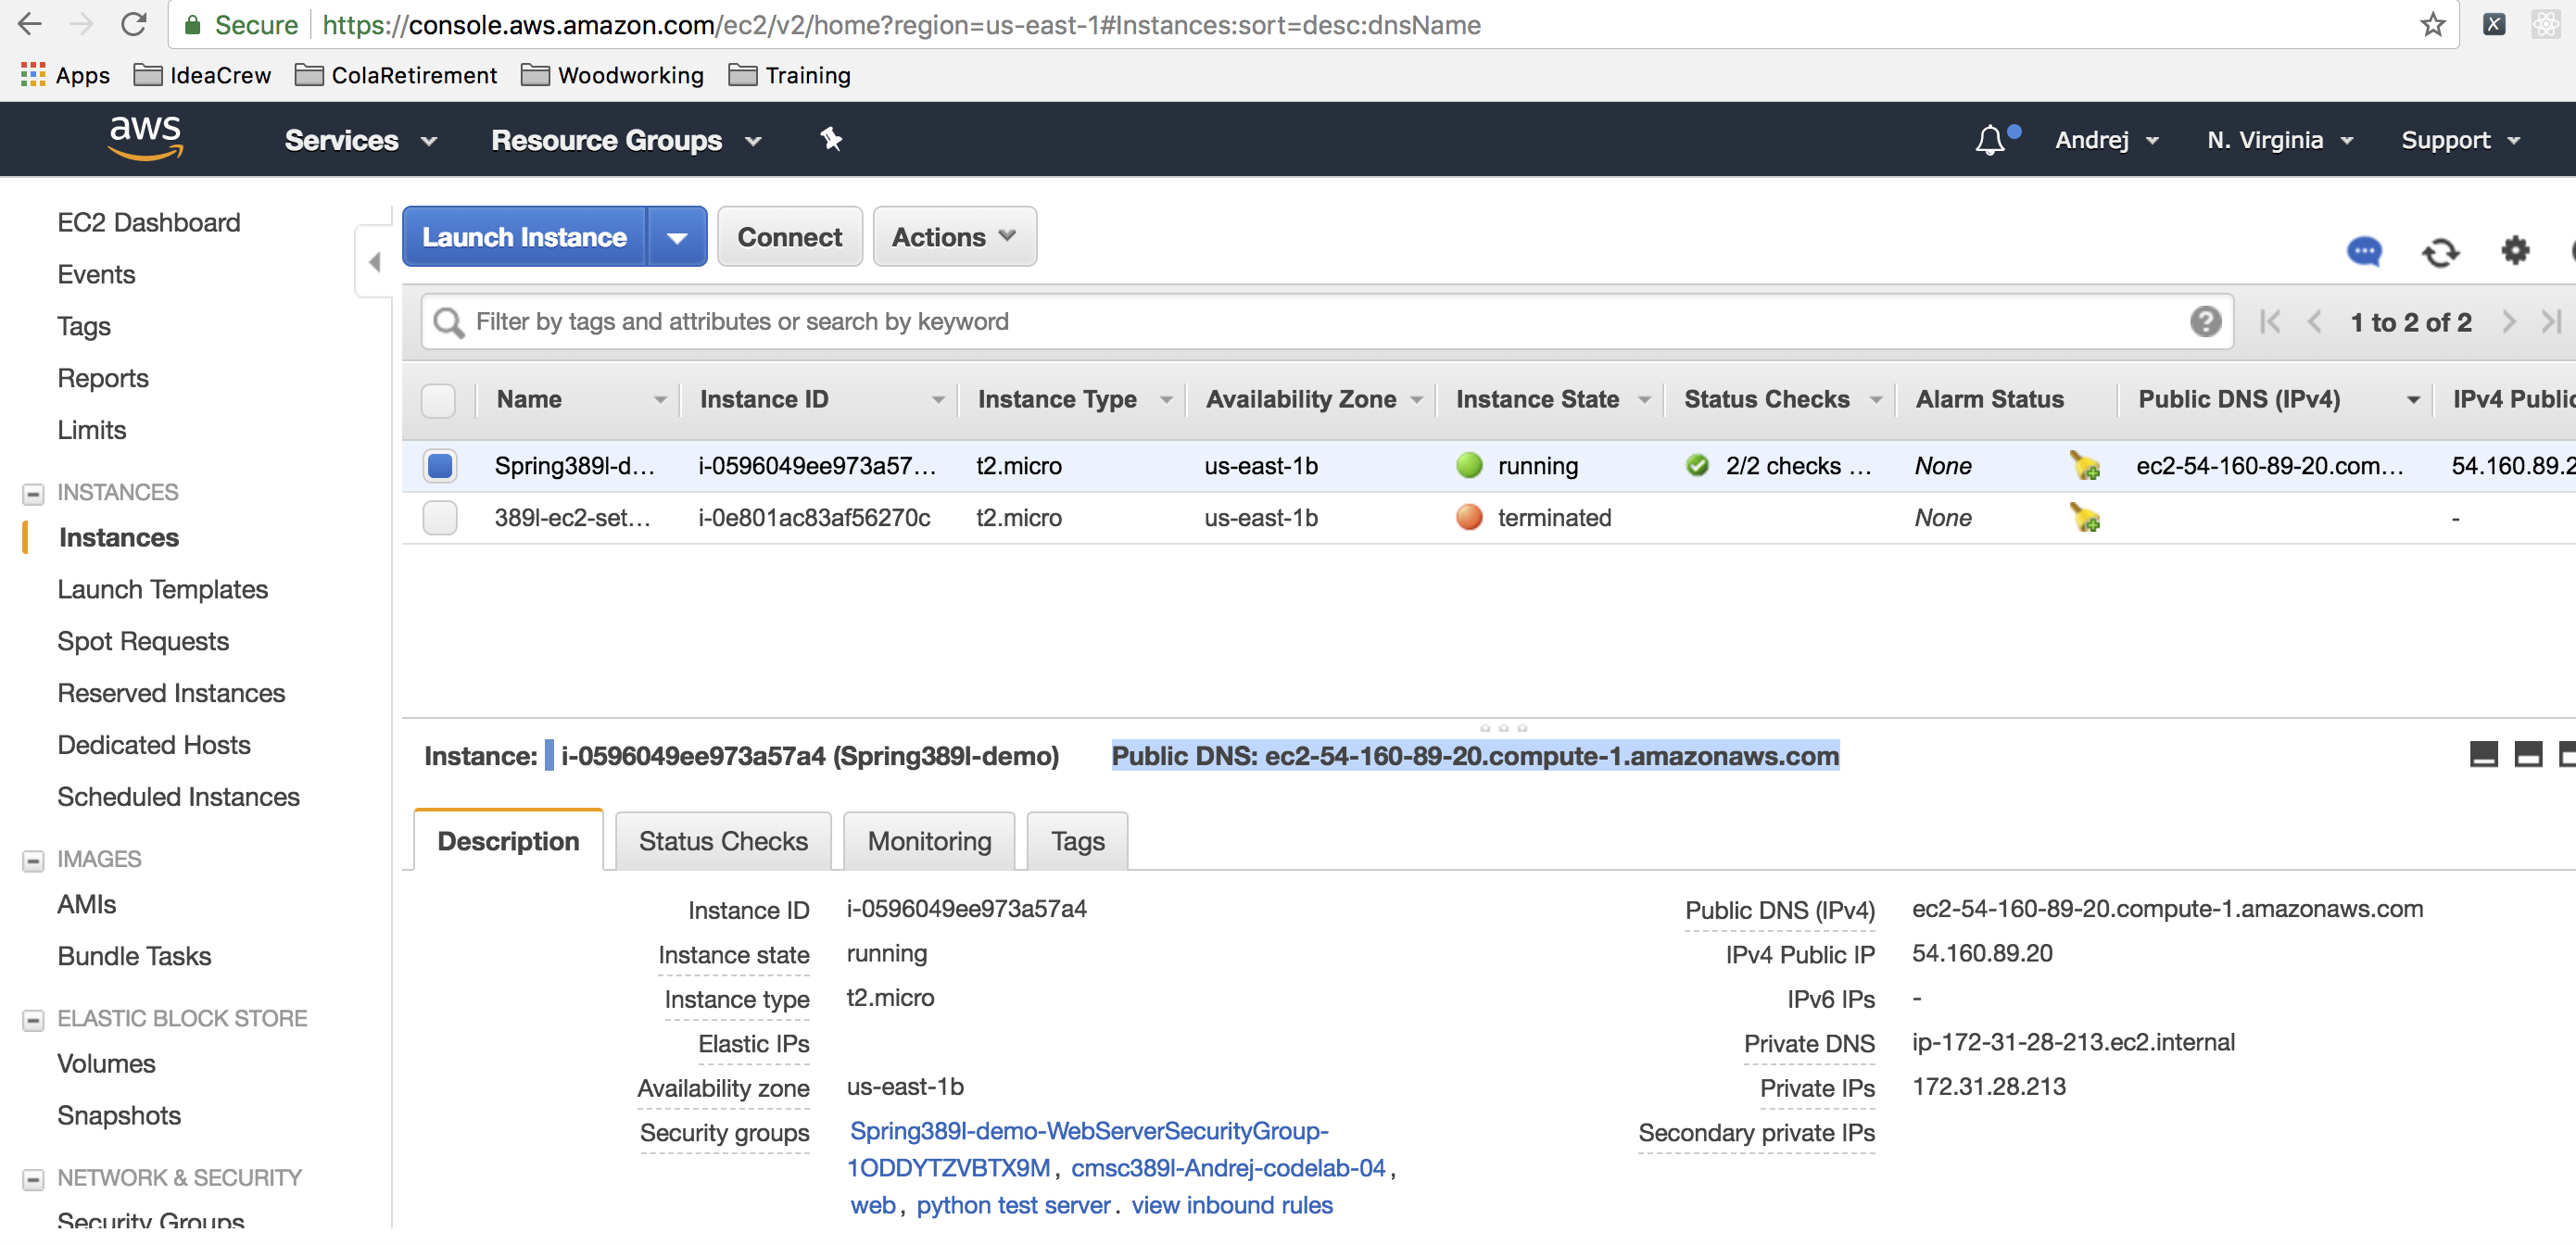 Secure https://console.aws.amazon.com/ec2/v2/home?region=us-east-1#Instances:sort=desc:dnsName
Apps IdeaCrew ColaRetirement Woodworking Training
aws Services Resource Groups Andrej N. Virginia Support
EC2 Dashboard
Events
Tags
Reports
Limits
INSTANCES
Instances
Launch Templates
Spot Requests
Reserved Instances
Dedicated Hosts
Scheduled Instances
IMAGES
AMIs
Bundle Tasks
ELASTIC BLOCK STORE
Volumes
Snapshots
NETWORK & SECURITY
Security Groups
Launch Instance Connect Actions
Filter by tags and attributes or search by keyword 1 to 2 of 2
Name Instance ID Instance Type Availability Zone Instance State Status Checks Alarm Status Public DNS (IPv4) IPv4 Public
Spring389l-d... i-0596049ee973a57... t2.micro us-east-1b running 2/2 checks ... None ec2-54-160-89-20.com... 54.160.89.2
389l-ec2-set... i-0e801ac83af56270c t2.micro us-east-1b terminated None -
Instance: i-0596049ee973a57a4 (Spring389l-demo) Public DNS: ec2-54-160-89-20.compute-1.amazonaws.com
Description Status Checks Monitoring Tags
Instance ID i-0596049ee973a57a4
Instance state running
Instance type t2.micro
Elastic IPs
Availability zone us-east-1b
Security groups Spring389l-demo-WebServerSecurityGroup-
1ODDYTZVBTX9M, cmsc389l-Andrej-codelab-04,
web, python test server. view inbound rules
Public DNS (IPv4) ec2-54-160-89-20.compute-1.amazonaws.com
IPv4 Public IP 54.160.89.20
IPv6 IPs -
Private DNS ip-172-31-28-213.ec2.internal
Private IPs 172.31.28.213
Secondary private IPs